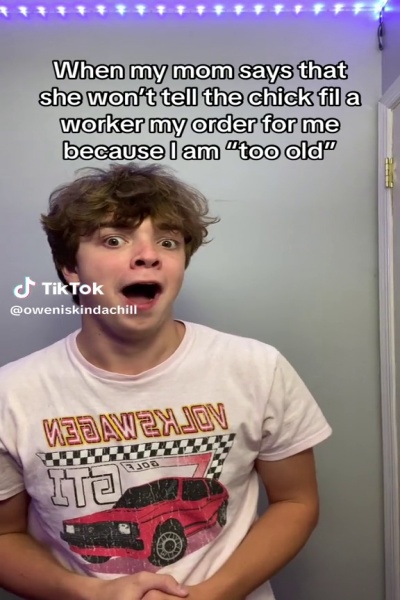 When my mom says that
she won't tell the chick fil a
worker my order for me
because I am "too old"
TikTok
@oweniskindachill
VOLKSWAGEN
GOLF
GTI